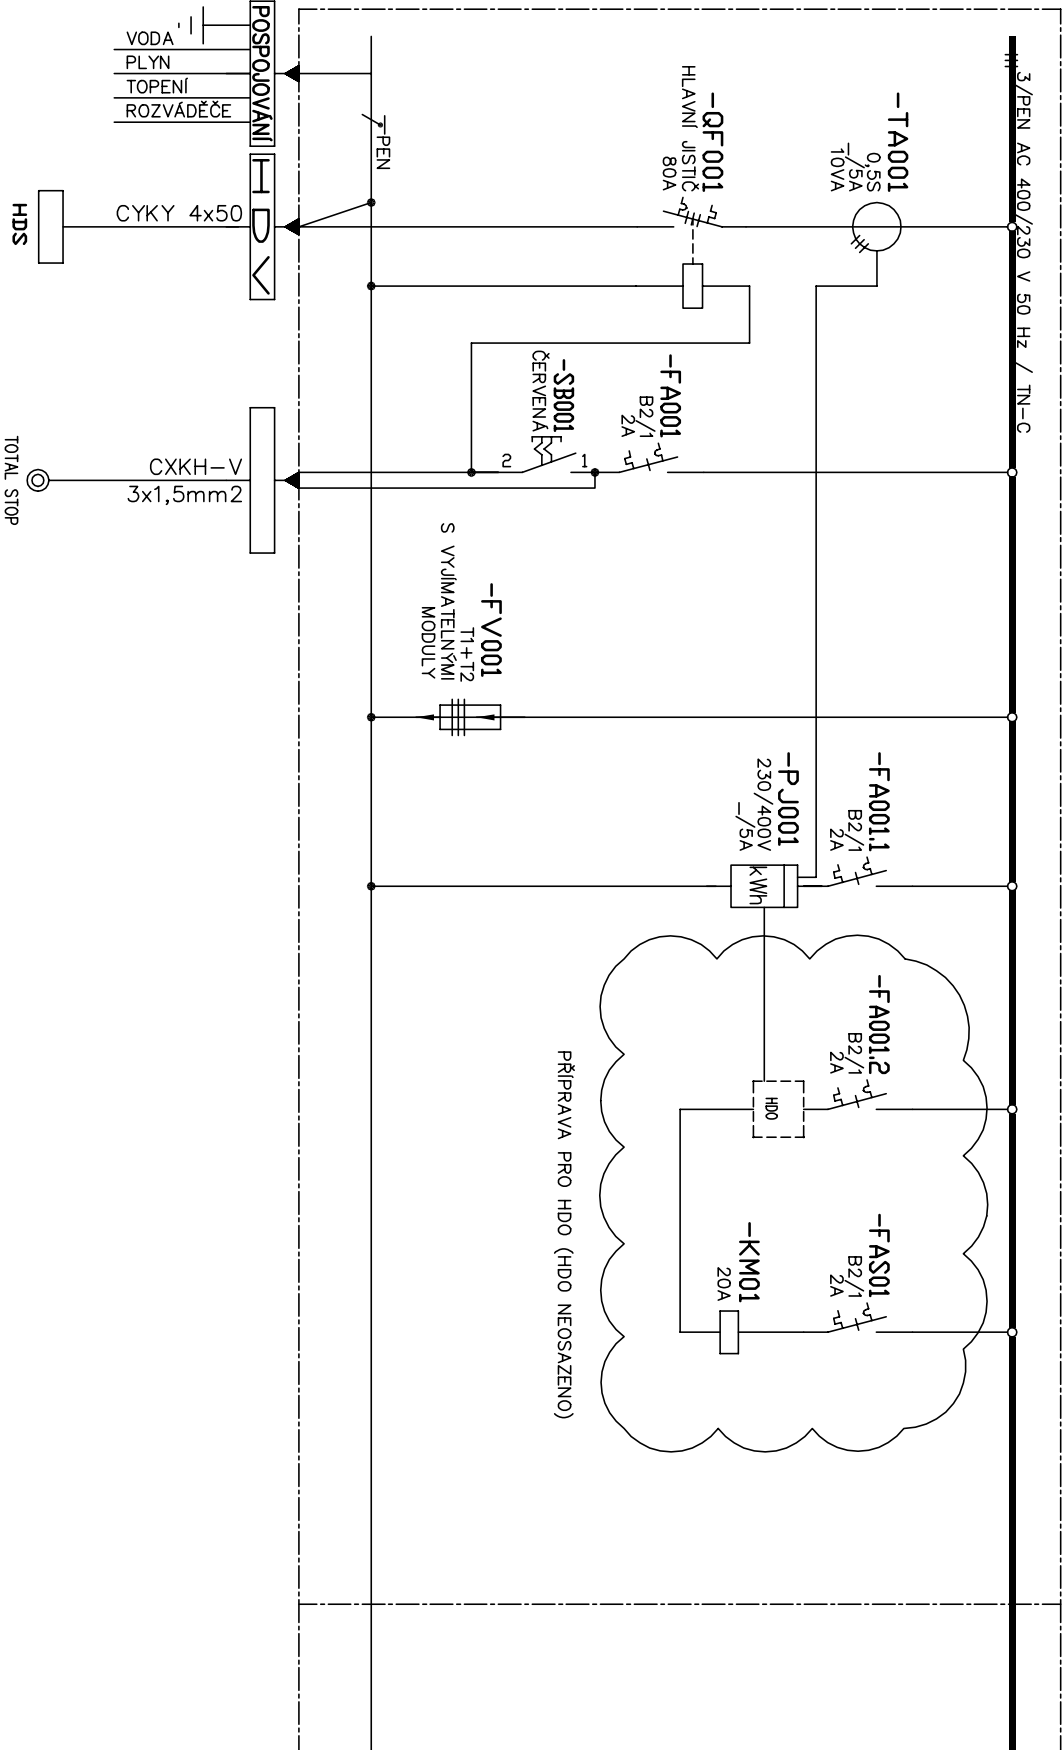 3/PEN AC 400/230 V 50 Hz / TN-C
-TA001
0,5S
-/5A
10VA
-QF001
HLAVNÍ JISTIČ
80A
-FA001
B2/1
2A
-SB001
ČERVENÁ
1
2
-FV001
T1+T2
S VYJÍMATELNÝMI
MODULY
-FA001.1
B2/1
2A
-PJ001
230/400V
-/5A
kWh
-FA001.2
B2/1
2A
HDO
-FAS01
B2/1
2A
-KM01
20A
PŘÍPRAVA PRO HDO (HDO NEOSAZENO)
PEN
POSPOJOVÁNÍ
VODA
PLYN
TOPENÍ
ROZVÁDĚČE
HDV
CYKY 4x50
HDS
CXKH-V
3x1,5mm2
TOTAL STOP